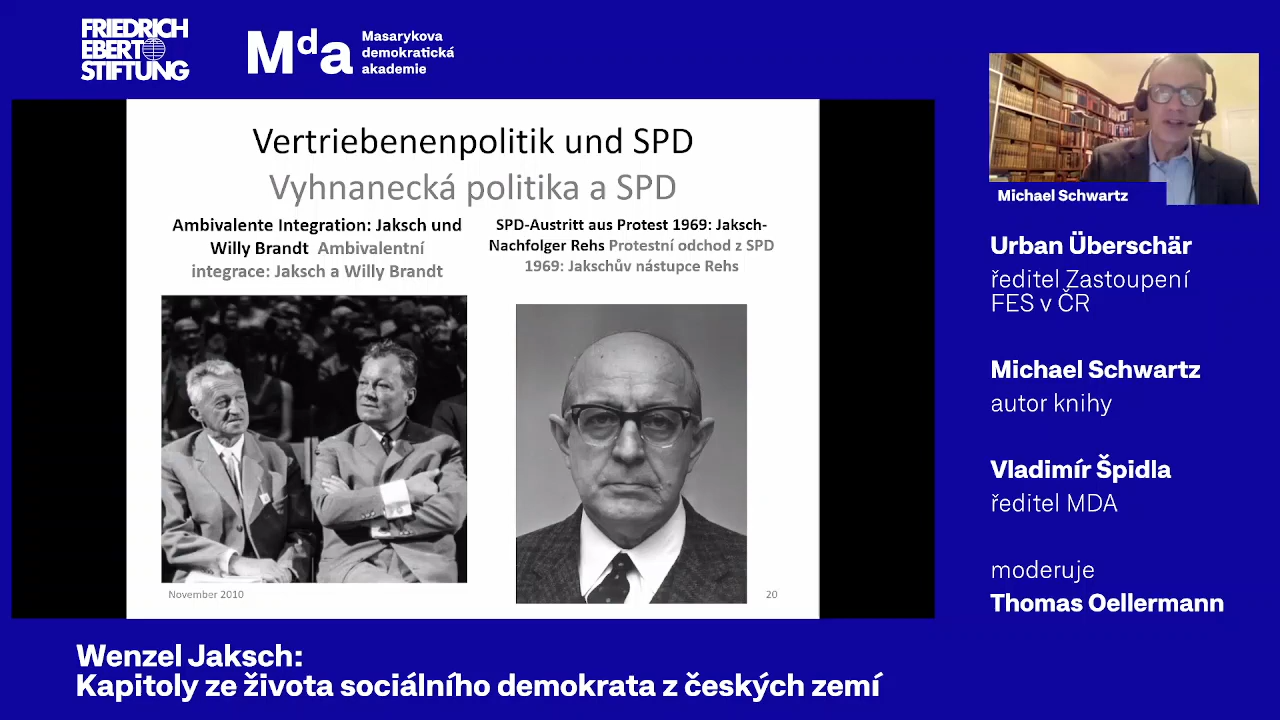 FRIEDRICH
EBERT
STIFTUNG
Mda
Masarykova
demokratická
akademie
Vertriebenenpolitik und SPD
Vyhnanecká politika a SPD
Ambivalente Integration: Jaksch und
Willy Brandt Ambivalentní
integrace: Jaksch a Willy Brandt
SPD-Austritt aus Protest 1969: Jaksch-
Nachfolger Rehs Protestní odchod z SPD
1969: Jakschův nástupce Rehs
November 2010
20
Michael Schwartz
Urban Überschär
ředitel Zastoupení
FES v ČR
Michael Schwartz
autor knihy
Vladimír Špidla
ředitel MDA
moderuje
Thomas Oellermann
Wenzel Jaksch:
Kapitoly ze života sociálního demokrata z českých zemí